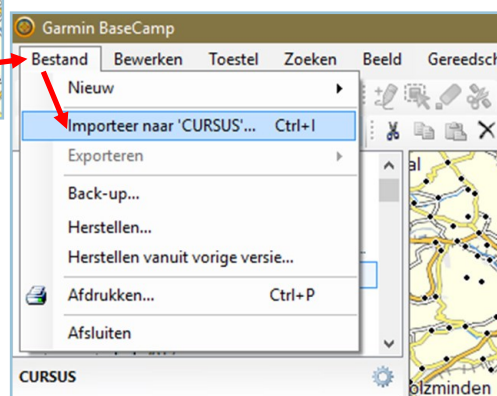 Garmin BaseCamp
Bestand Bewerken Toestel Zoeken Beeld Gereedsch
Nieuw
Importeer naar 'CURSUS'... Ctrl+I
Exporteren
Back-up...
Herstellen...
Herstellen vanuit vorige versie...
Afdrukken... Ctrl+P
Afsluiten
CURSUS
al
olzminden